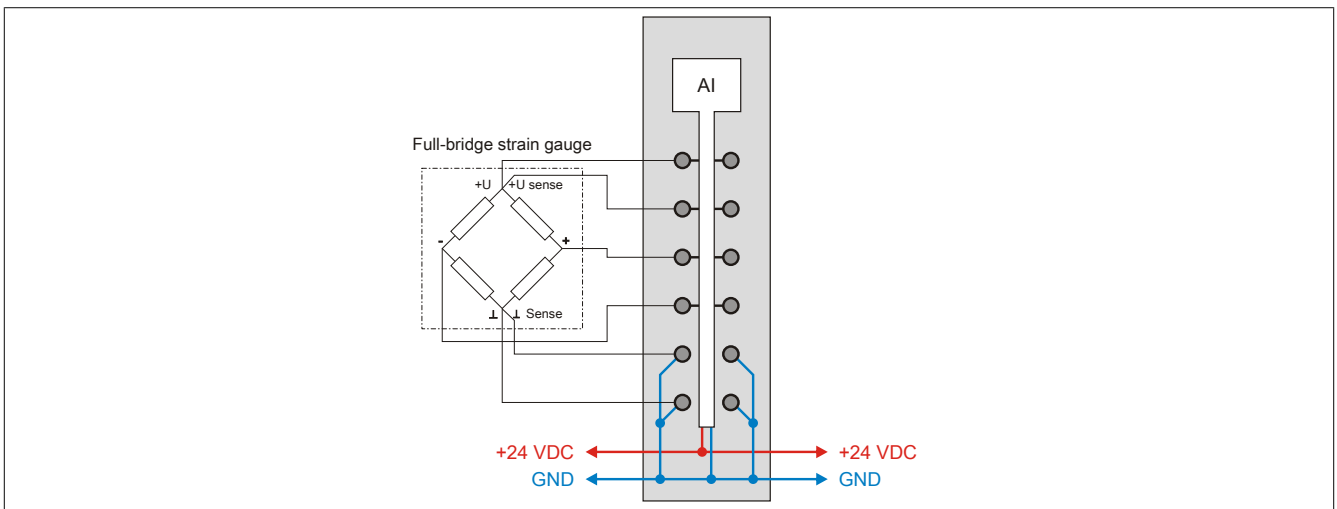 AI
Full-bridge strain gauge
+U +U sense
- +
⊥ ⊥ Sense
+24 VDC +24 VDC
GND GND